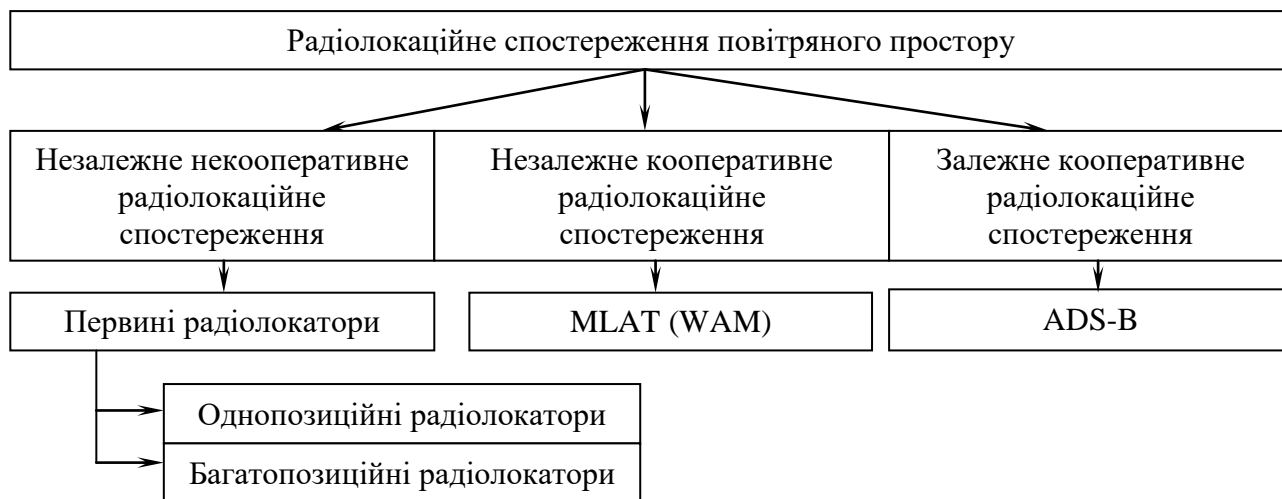 Радіолокаційне спостереження повітряного простору
Незалежне некооперативне
радіолокаційне
спостереження
Незалежне кооперативне
радіолокаційне
спостереження
Залежне кооперативне
радіолокаційне
спостереження
Первині радіолокатори
MLAT (WAM)
ADS-B
Однопозиційні радіолокатори
Багатопозиційні радіолокатори